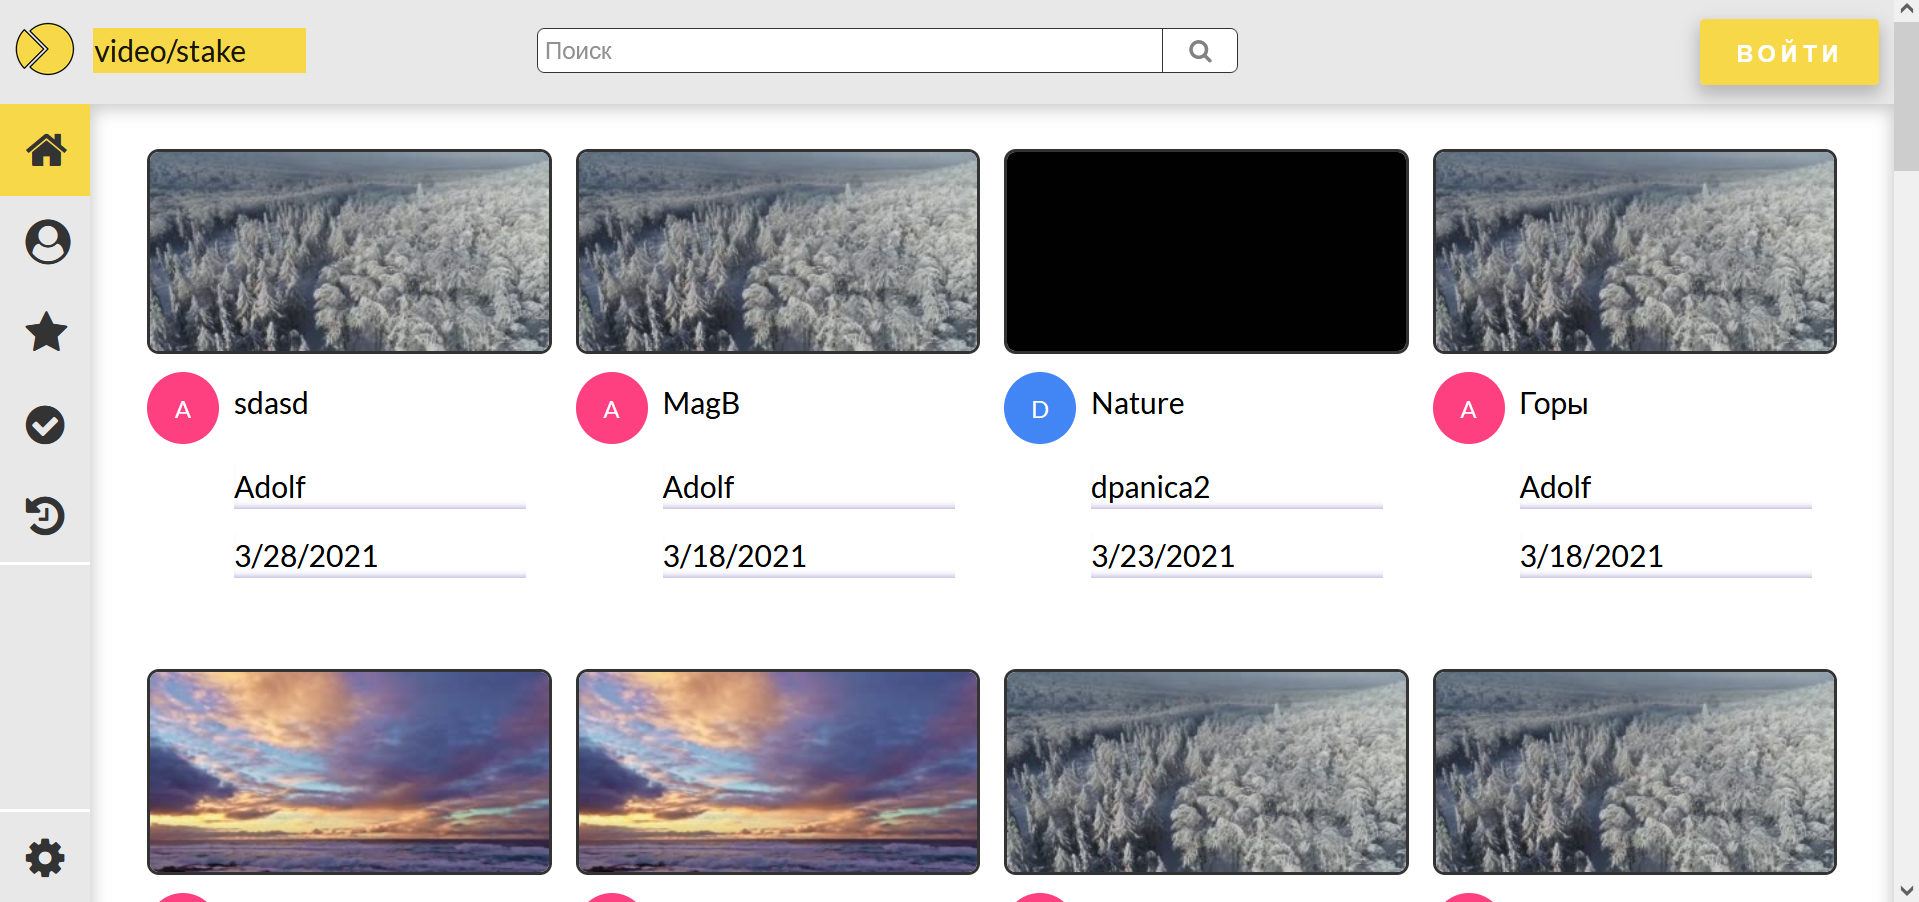 video/stake
Поиск
ВОЙТИ
A sdasd
Adolf
3/28/2021
A MagB
Adolf
3/18/2021
D Nature
dpanica2
3/23/2021
A Горы
Adolf
3/18/2021